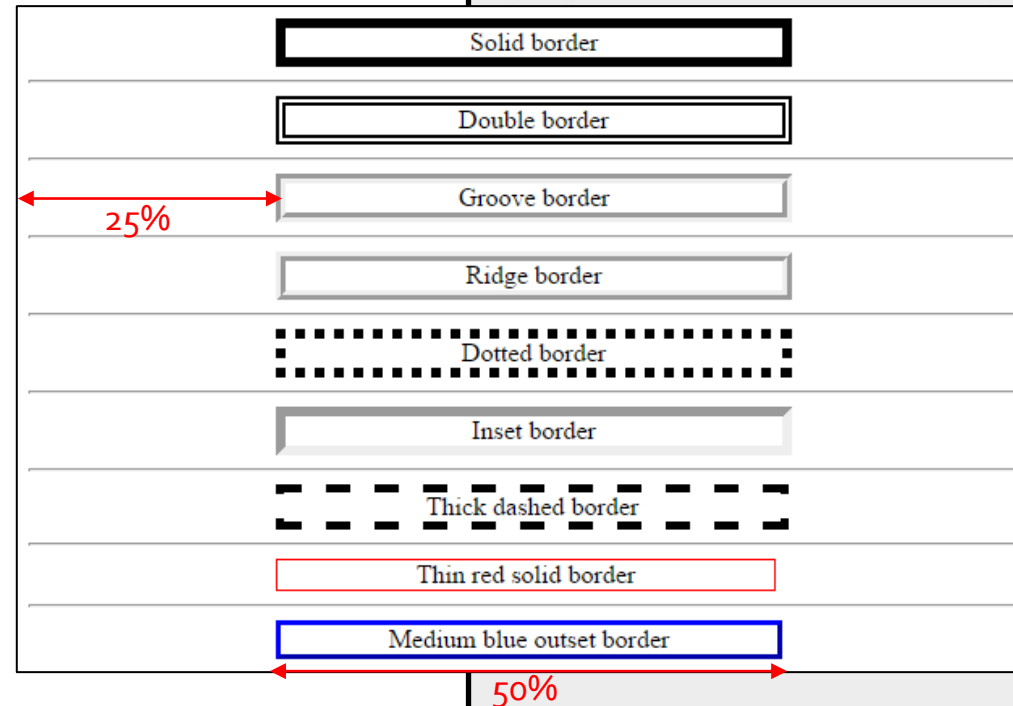 Solid border
Double border
Groove border
25%
Ridge border
Dotted border
Inset border
Thick dashed border
Thin red solid border
Medium blue outset border
50%